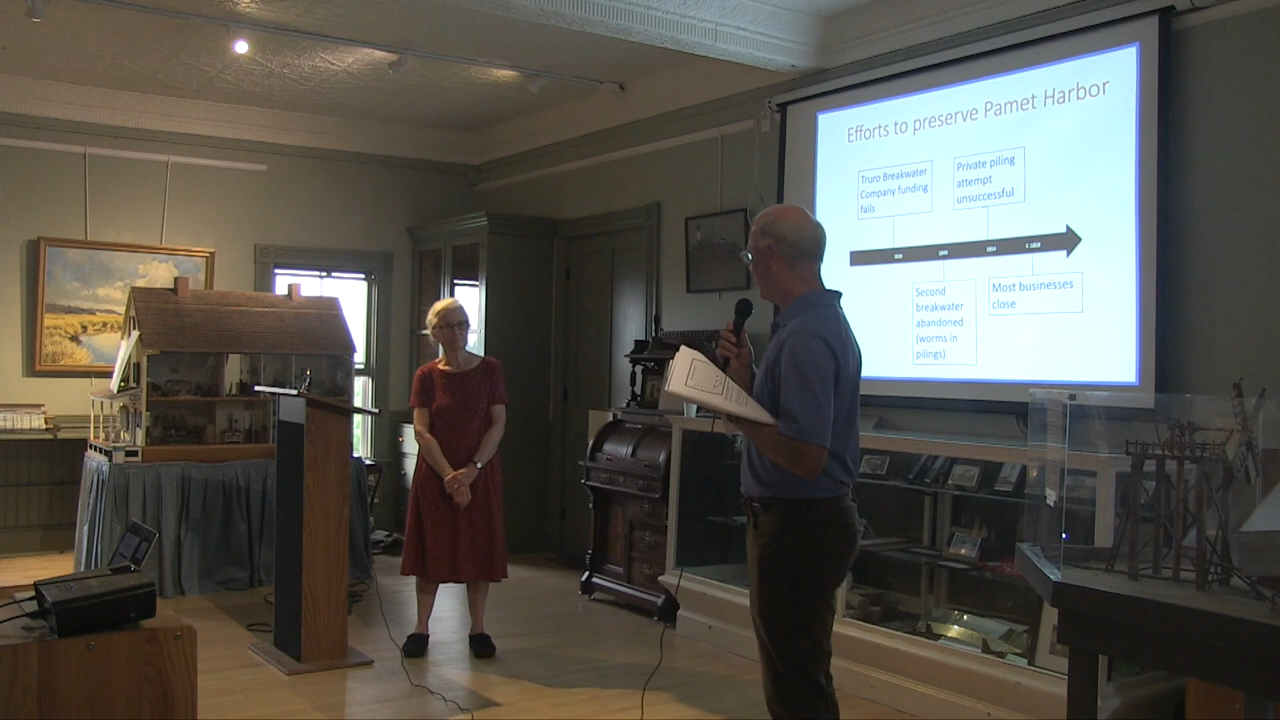 Efforts to preserve Pamet Harbor
Truro Breakwater
Company funding
fails
Private piling
attempt
unsuccessful
Second
breakwater
abandoned
(worms in
pilings)
Most businesses
close